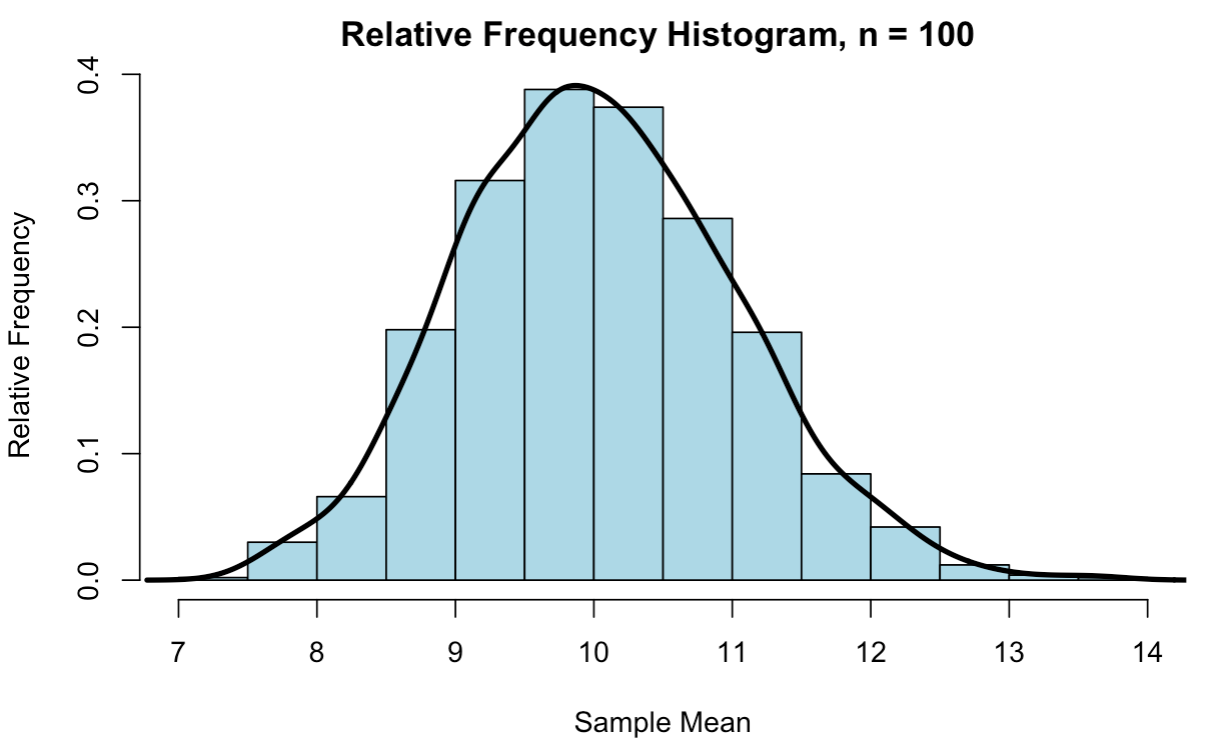 Relative Frequency Histogram, n = 100
Relative Frequency
0.4
0.3
0.2
0.1
0.0
7 8 9 10 11 12 13 14
Sample Mean